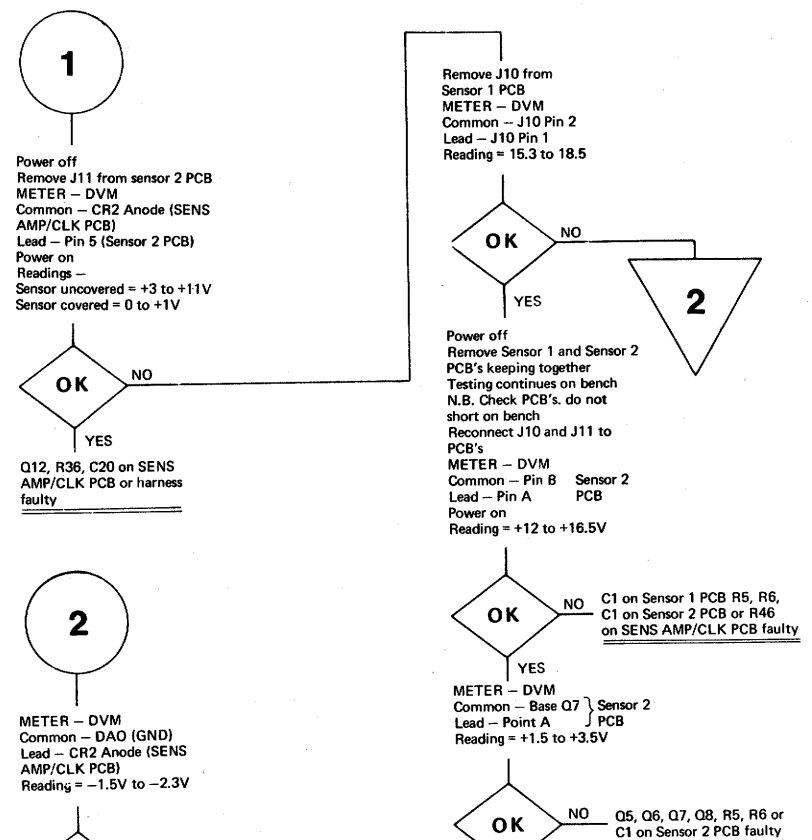 1
Power off
Remove J11 from sensor 2 PCB
METER – DVM
Common – CR2 Anode (SENS
AMP/CLK PCB)
Lead – Pin 5 (Sensor 2 PCB)
Power on
Readings –
Sensor uncovered = +3 to +11V
Sensor covered = 0 to +1V
OK
NO
YES
Q12, R36, C20 on SENS
AMP/CLK PCB or harness
faulty
2
METER – DVM
Common – DAO (GND)
Lead – CR2 Anode (SENS
AMP/CLK PCB)
Reading = –1.5V to –2.3V
Remove J10 from
Sensor 1 PCB
METER – DVM
Common – J10 Pin 2
Lead – J10 Pin 1
Reading = 15.3 to 18.5
OK
NO
2
YES
Power off
Remove Sensor 1 and Sensor 2
PCB's keeping together
Testing continues on bench
N.B. Check PCB's. do not
short on bench
Reconnect J10 and J11 to
PCB's
METER – DVM
Common – Pin B Sensor 2
Lead – Pin A PCB
Power on
Reading = +12 to +16.5V
OK
NO
C1 on Sensor 1 PCB R5, R6,
C1 on Sensor 2 PCB or R46
on SENS AMP/CLK PCB faulty
YES
METER – DVM
Common – Base Q7 } Sensor 2
Lead – Point A } PCB
Reading = +1.5 to +3.5V
OK
NO
Q5, Q6, Q7, Q8, R5, R6 or
C1 on Sensor 2 PCB faulty